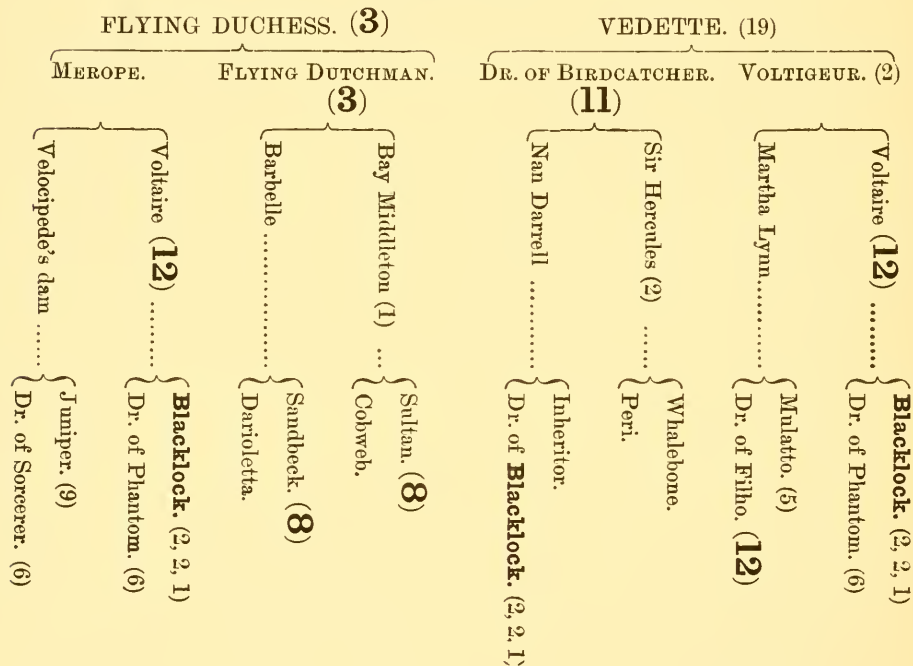 FLYING DUCHESS. (3)
VEDETTE. (19)
MEROPE.
FLYING DUTCHMAN. (3)
DR. OF BIRDCATCHER. (11)
VOLTIGEUR. (2)
Velocipede's dam ......
Voltaire (12) ........
Barbelle ..............
Bay Middleton (1) ...
Nan Darrell ..........
Sir Hercules (2) ......
Martha Lynn..........
Voltaire (12) .........
Juniper. (9)
Dr. of Sorcerer. (6)
Blacklock. (2, 2, 1)
Dr. of Phantom. (6)
Sandbeck. (8)
Darioletta.
Sultan. (8)
Cobweb.
Inheritor.
Dr. of Blacklock. (2, 2. 1)
Whalebone.
Peri.
Mulatto. (5)
Dr. of Filho. (12)
Blacklock. (2, 2, 1)
Dr. of Phantom. (6)